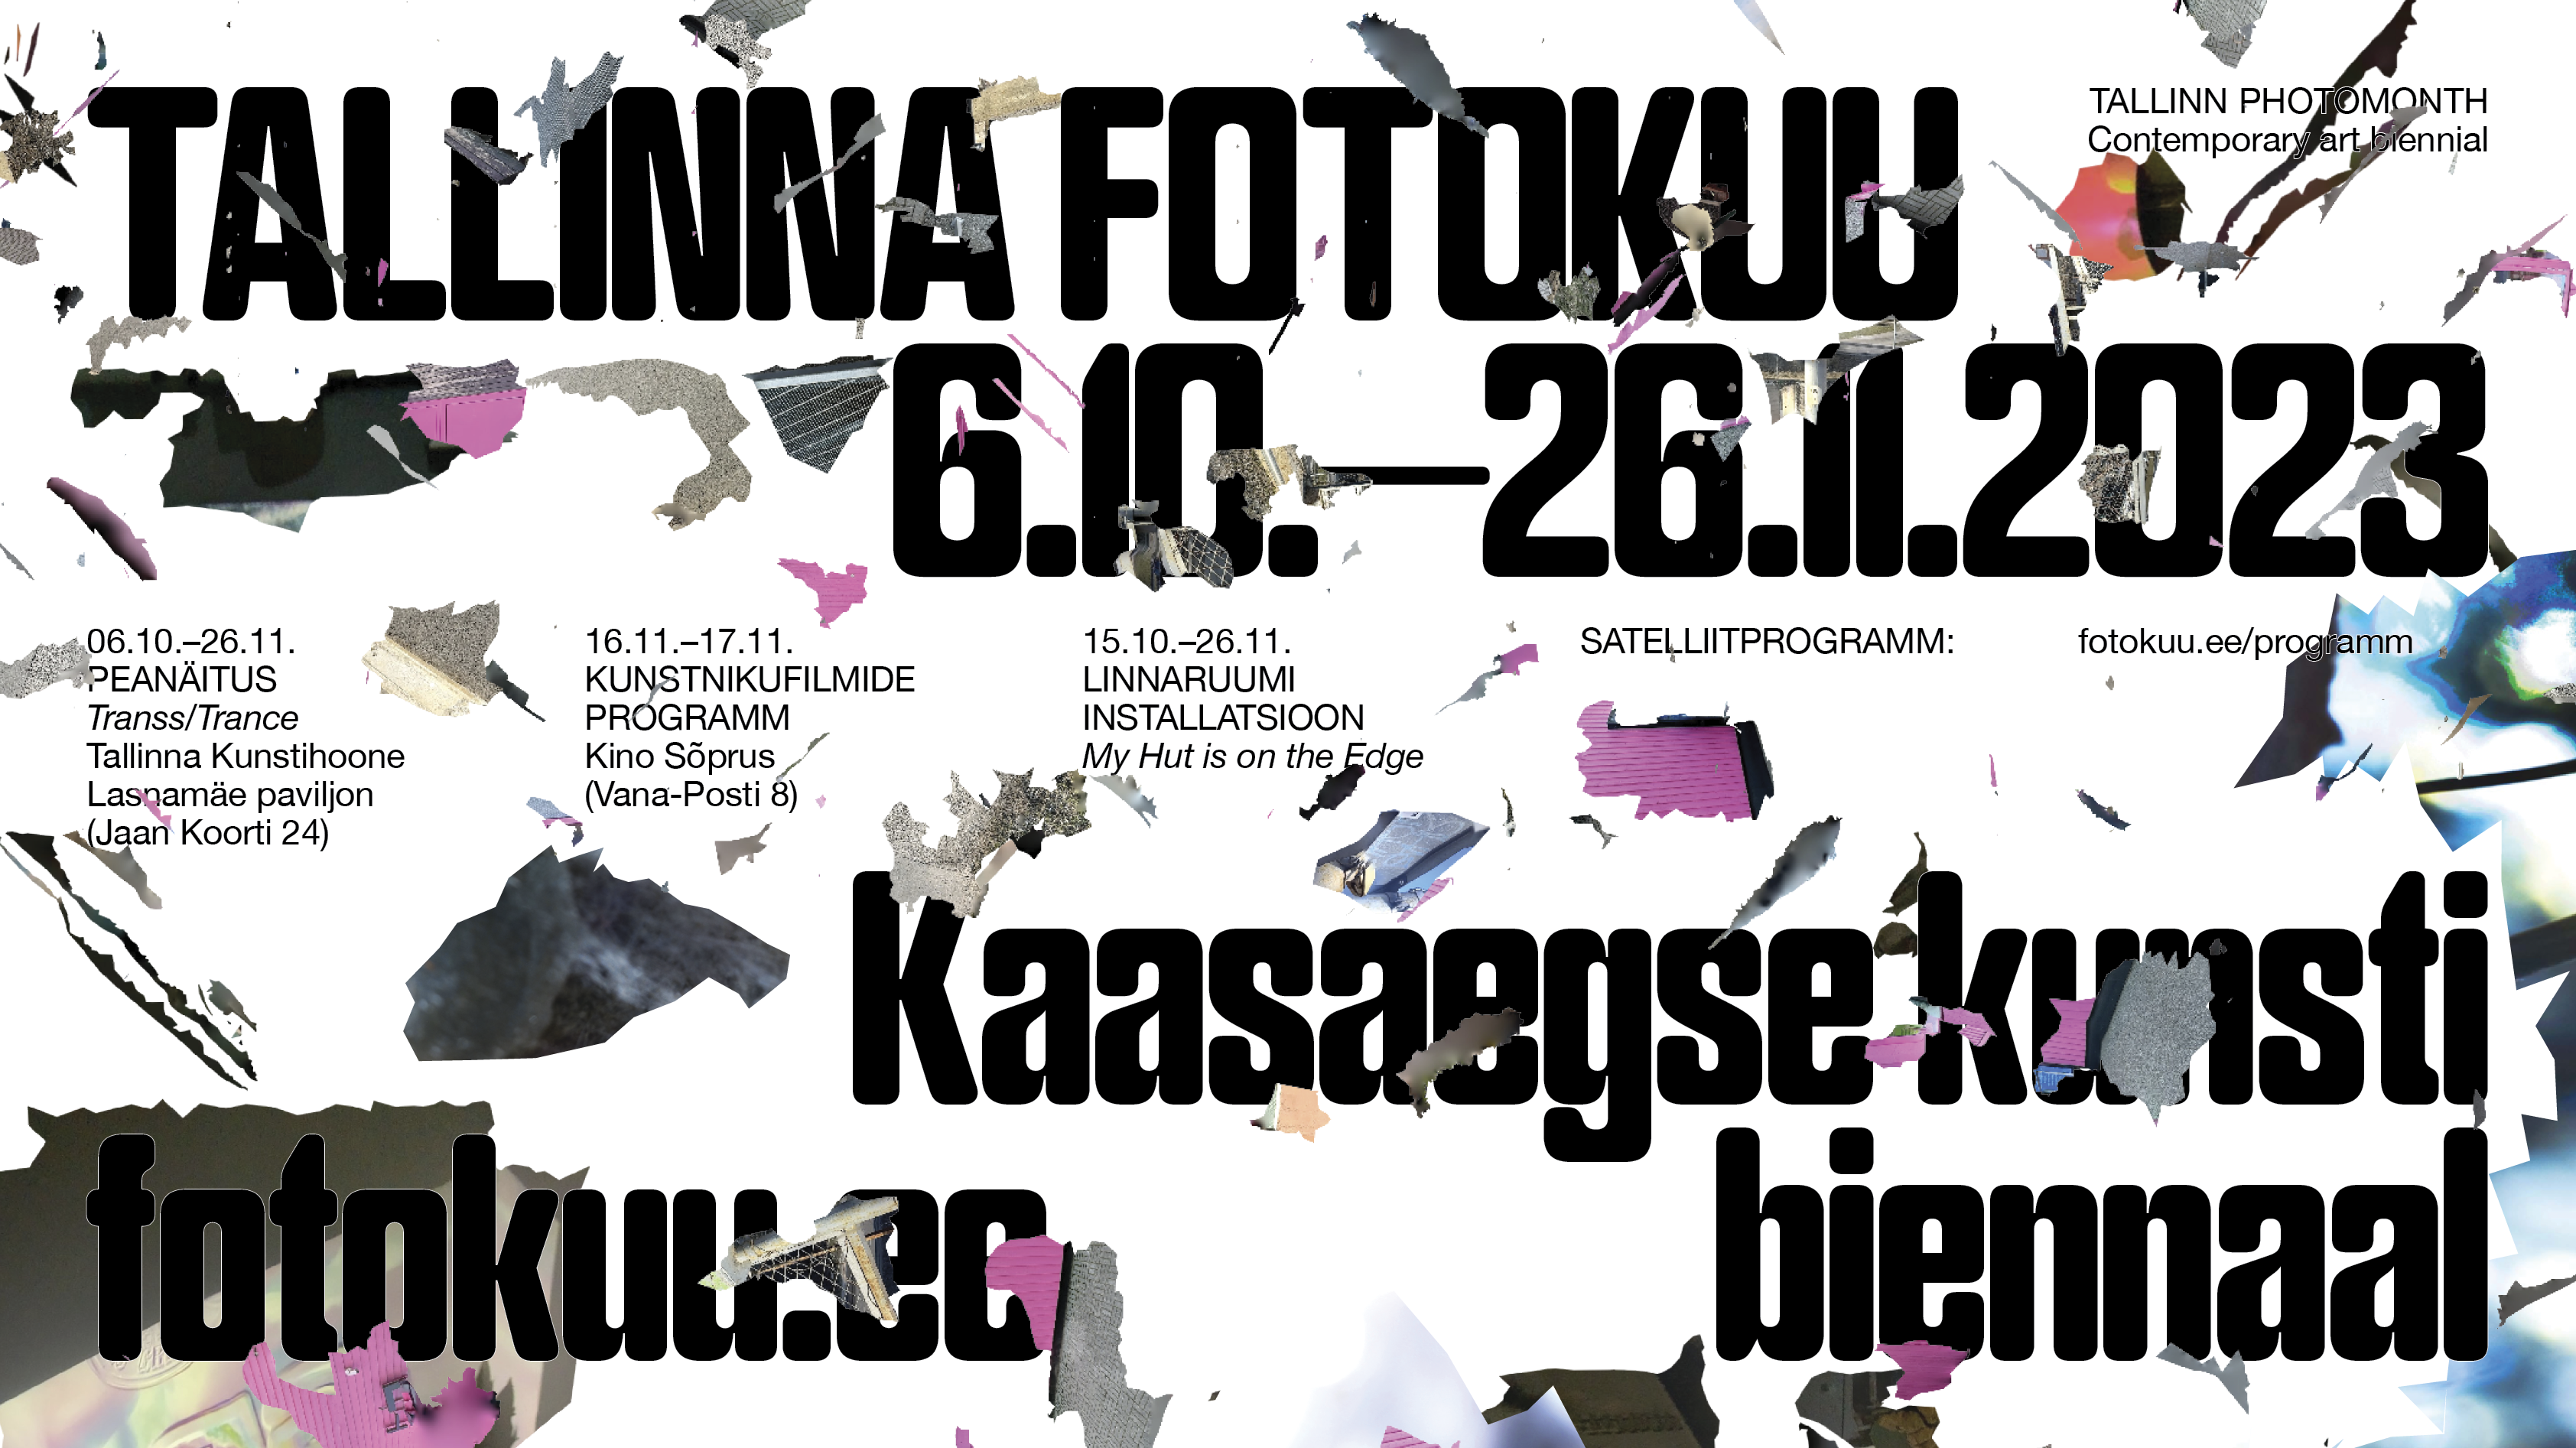 TALLINNA FOTOKUU
TALLINN PHOTOMONTH
Contemporary art biennial
6.10.—26.11.2023
06.10.–26.11.
PEANÄITUS
Transs/Trance
Tallinna Kunstihoone
Lasnamäe paviljon
(Jaan Koorti 24)
16.11.–17.11.
KUNSTNIKUFILMIDE
PROGRAMM
Kino Sõprus
(Vana-Posti 8)
15.10.–26.11.
LINNARUUMI
INSTALLATSIOON
My Hut is on the Edge
SATELLIITPROGRAMM:
fotokuu.ee/programm
Kaasaegse kunsti
biennaal
fotokuu.ee